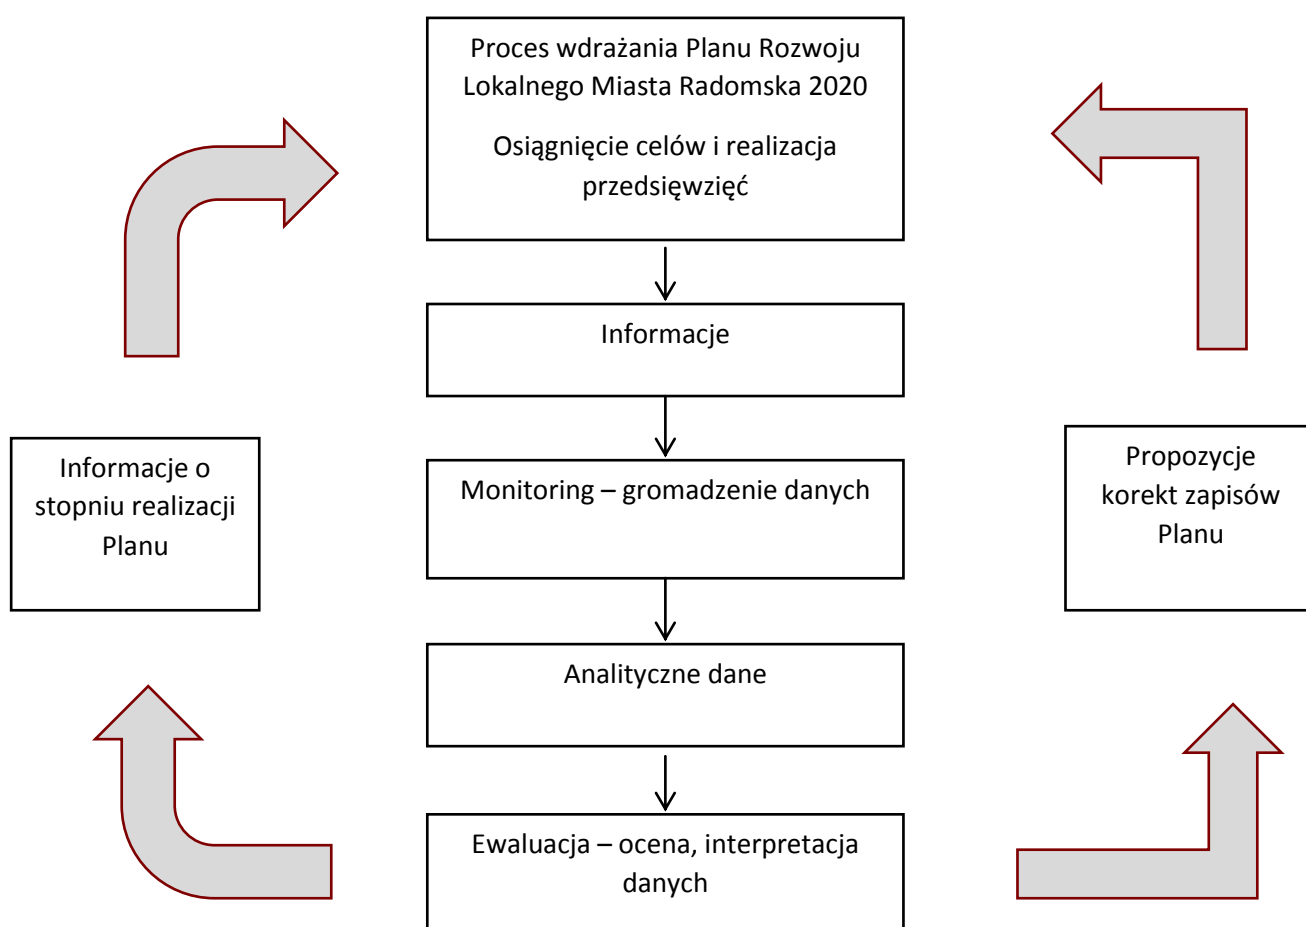 Proces wdrażania Planu Rozwoju
Lokalnego Miasta Radomska 2020
Osiągnięcie celów i realizacja
przedsięwzięć
Informacje
Informacje o
stopniu realizacji
Planu
Monitoring – gromadzenie danych
Propozycje
korekt zapisów
Planu
Analityczne dane
Ewaluacja – ocena, interpretacja
danych